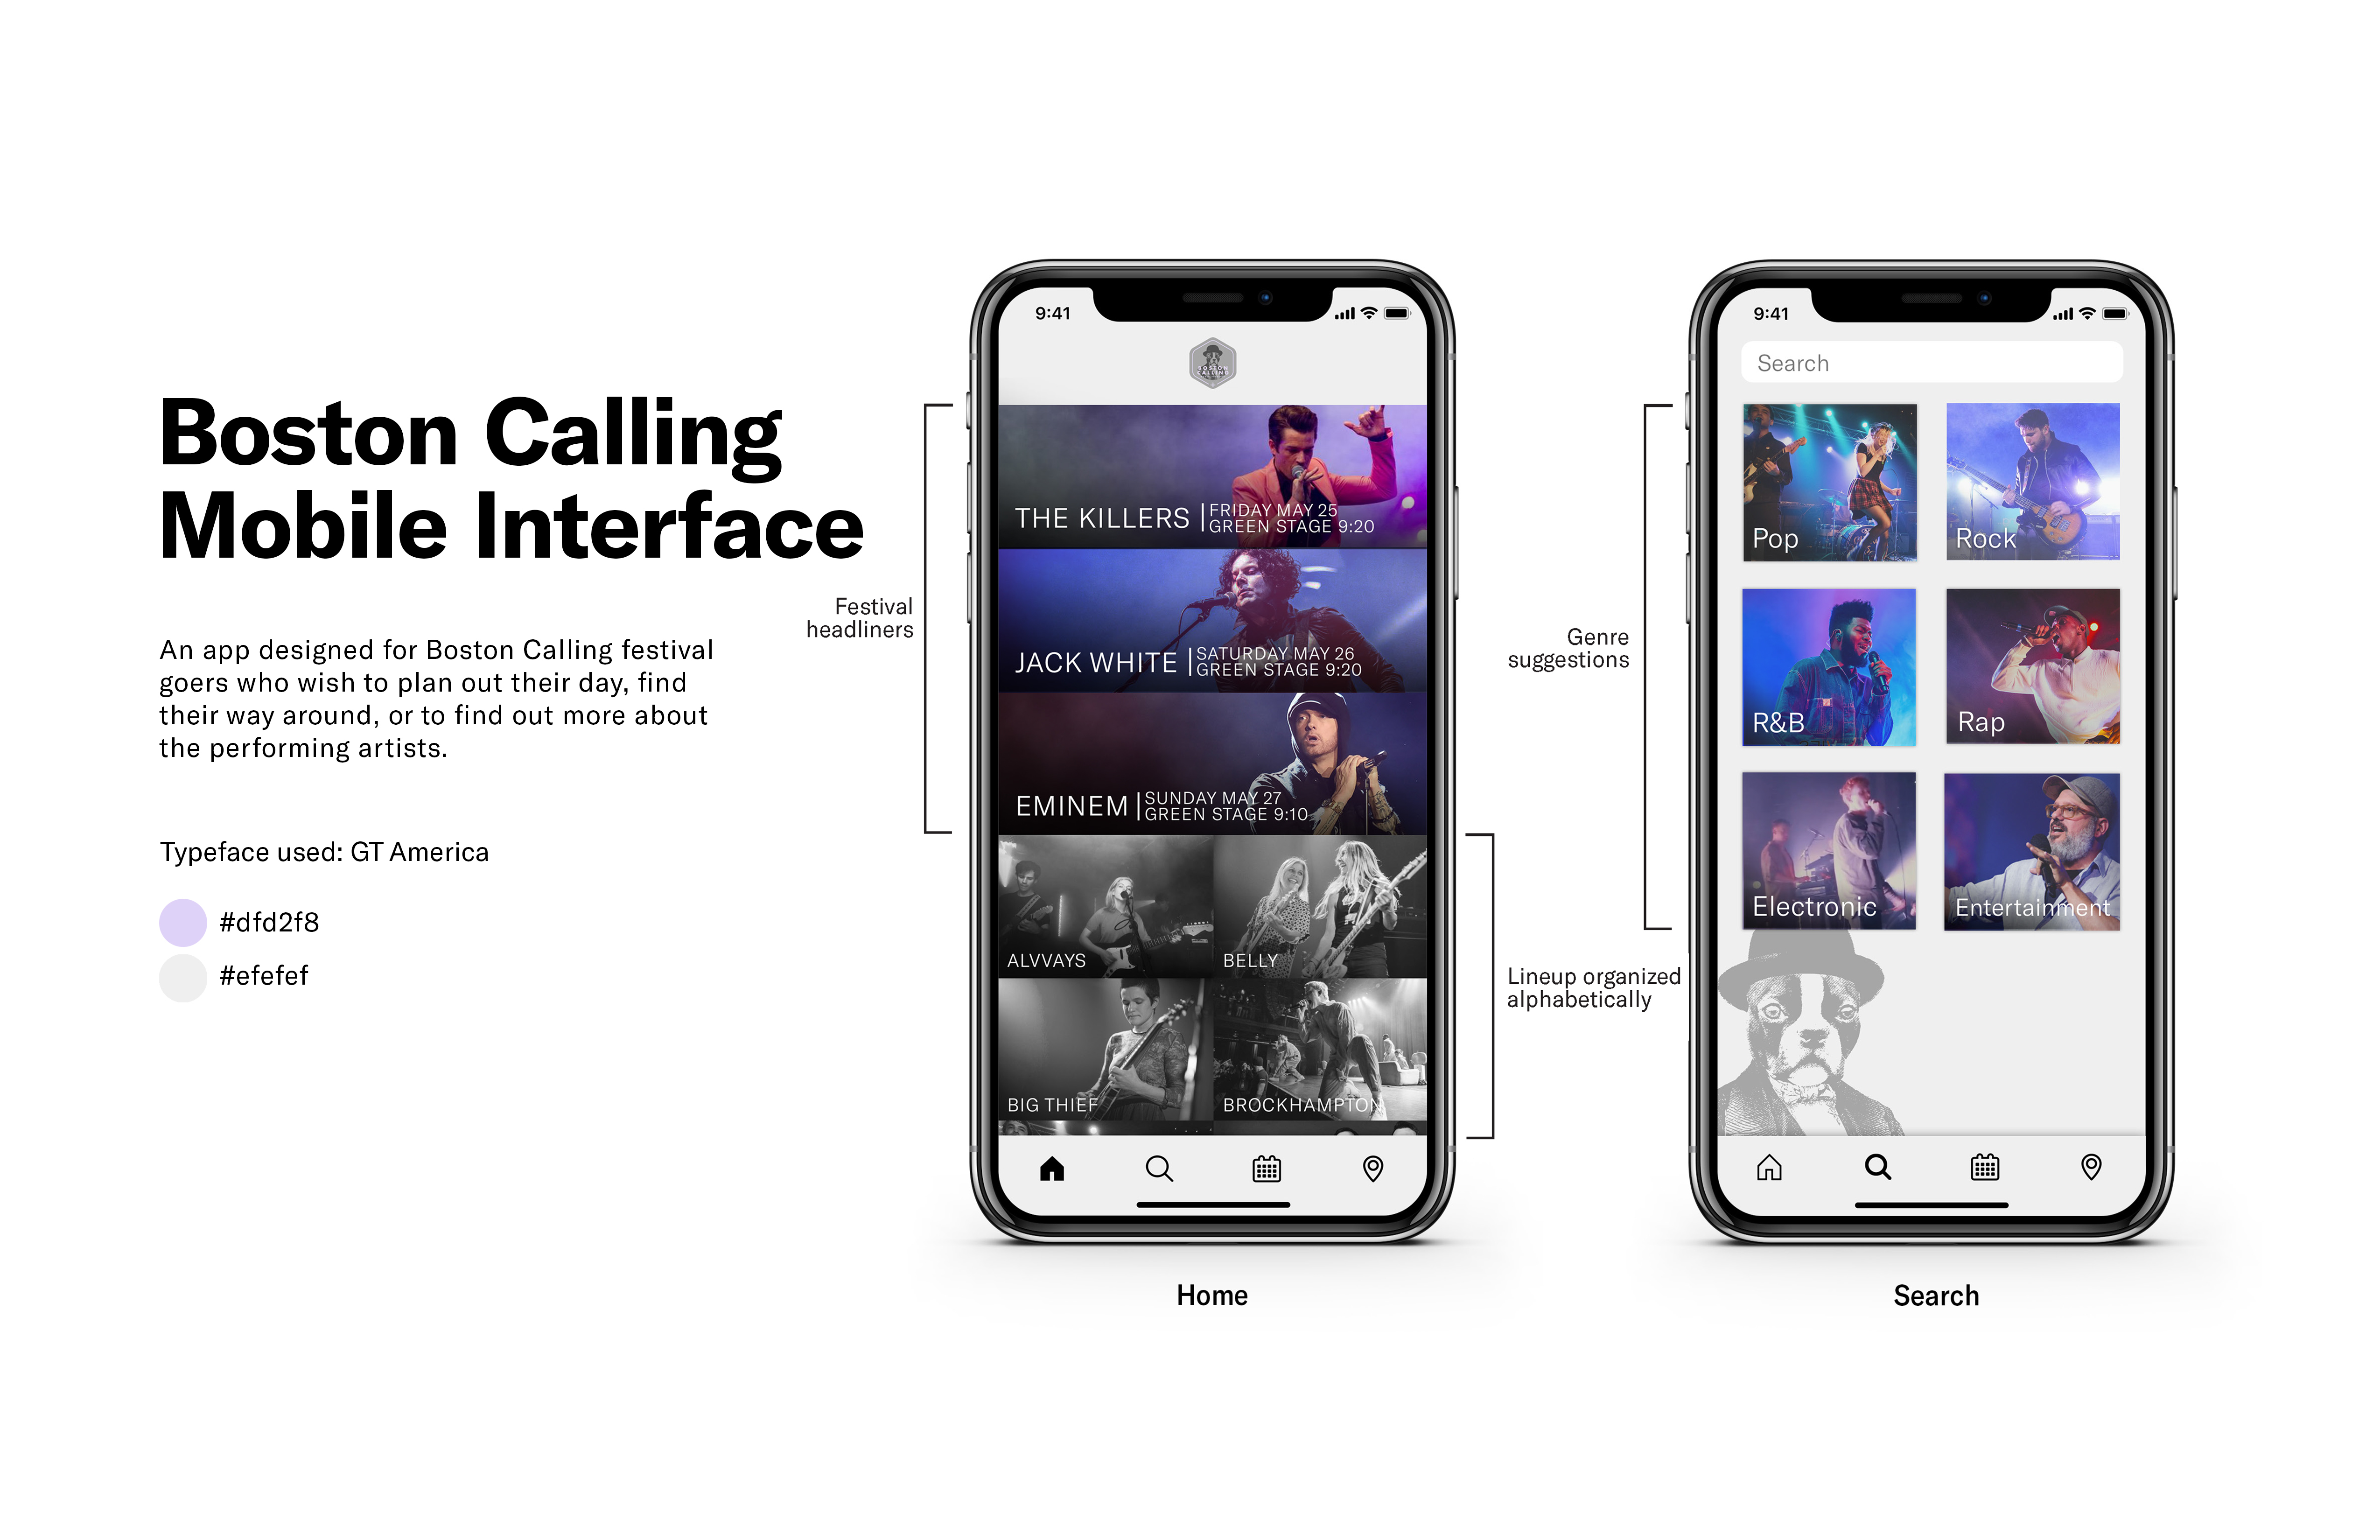 Boston Calling
Mobile Interface
An app designed for Boston Calling festival
goers who wish to plan out their day, find
their way around, or to find out more about
the performing artists.
Typeface used: GT America
#dfd2f8
#efefef
Festival
headliners
9:41
BOSTON
CALLING
THE KILLERS
FRIDAY MAY 25
GREEN STAGE 9:20
JACK WHITE
SATURDAY MAY 26
GREEN STAGE 9:20
EMINEM
SUNDAY MAY 27
GREEN STAGE 9:10
ALVVAYS
BELLY
BIG THIEF
BROCKHAMPTON
Home
Lineup organized
alphabetically
Genre
suggestions
9:41
Search
Pop
Rock
R&B
Rap
Electronic
Entertainment
Search